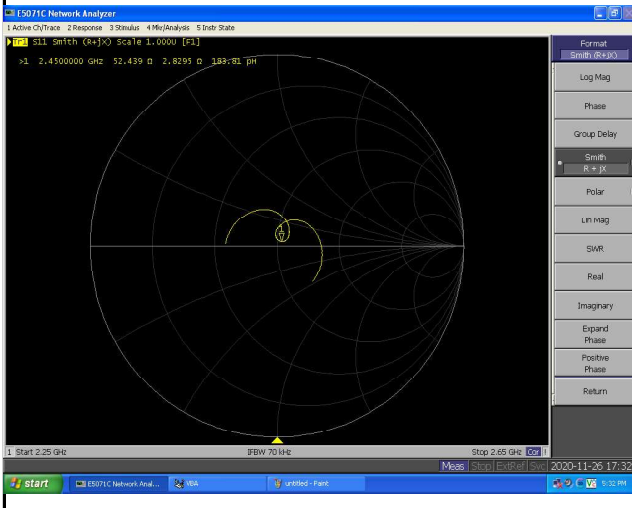 E5071C Network Analyzer
1 Active Ch/Trace 2 Response 3 Stimulus 4 Mkr/Analysis 5 Instr State
Tr1 S11 Smith (R+jX) Scale 1.000U [F1]
>1 2.4500000 GHz 52.439 Ω 2.8295 Ω 183.81 pH
1
Format
Smith (R+jX)
Log Mag
Phase
Group Delay
Smith
R + jX
Polar
Lin Mag
SWR
Real
Imaginary
Expand
Phase
Positive
Phase
Return
1 Start 2.25 GHz IFBW 70 kHz Stop 2.65 GHz Cor
Meas Stop ExtRef Svc 2020-11-26 17:32
start E5071C Network Anal... VBA untitled - Paint 5:32 PM